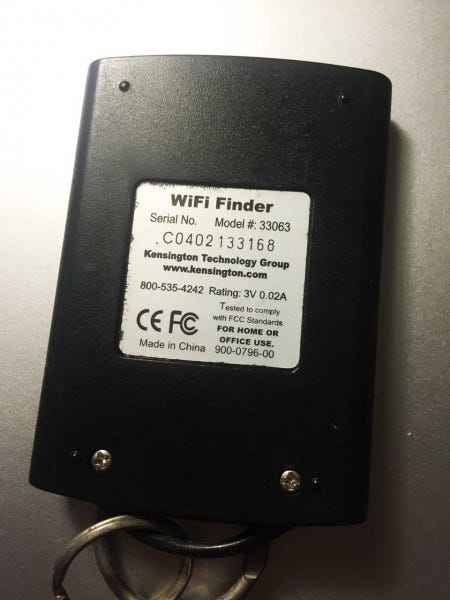 WiFi Finder
Serial No. Model #: 33063
.C0402133168
Kensington Technology Group
www.kensington.com
800-535-4242 Rating: 3V 0.02A
Tested to comply
with FCC Standards.
CE FC FOR HOME OR
OFFICE USE.
Made in China 900-0796-00